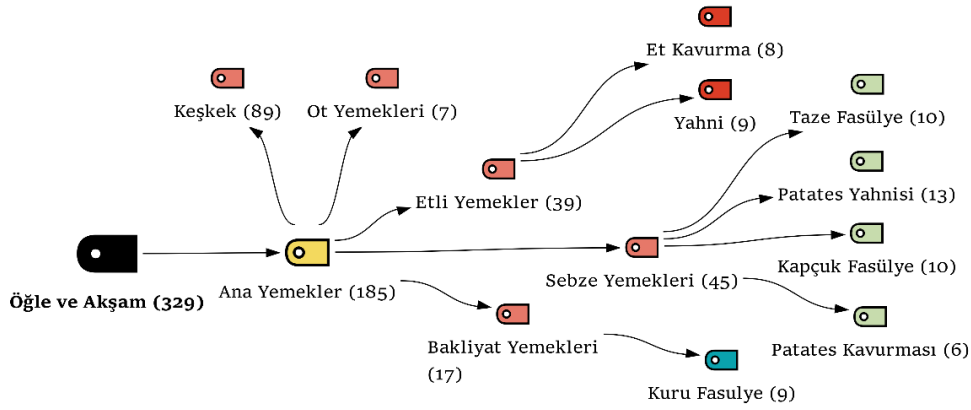 Et Kavurma (8)
Keşkek (89)
Ot Yemekleri (7)
Yahni (9)
Taze Fasülye (10)
Etli Yemekler (39)
Patates Yahnisi (13)
Kapçuk Fasülye (10)
Öğle ve Akşam (329)
Ana Yemekler (185)
Sebze Yemekleri (45)
Bakliyat Yemekleri
(17)
Patates Kavurması (6)
Kuru Fasulye (9)